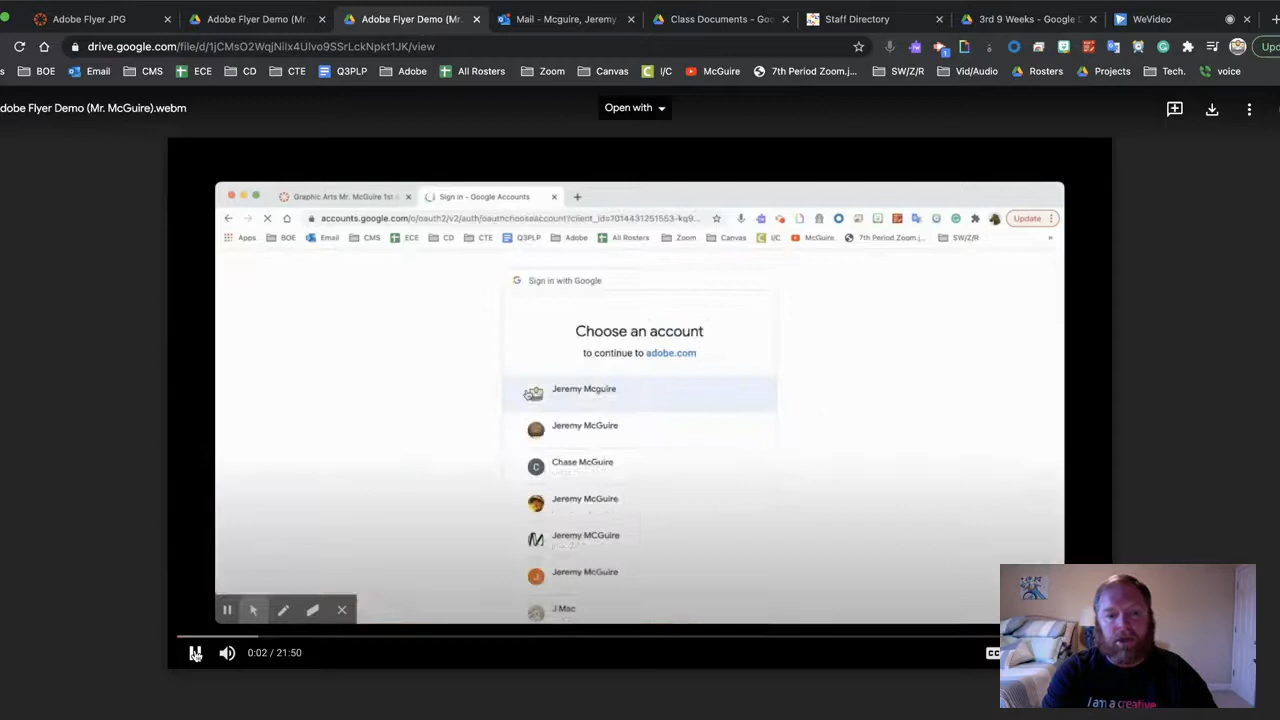 Adobe Flyer JPG
Adobe Flyer Demo (Mr.
Adobe Flyer Demo (Mr.
Mail - Mcguire, Jeremy
Class Documents - Goo
Staff Directory
3rd 9 Weeks - Google D
WeVideo
drive.google.com/file/d/1jCMsO2WqjNiIx4UIvo9SSrLckNpkt1JK/view
s BOE Email CMS ECE CD CTE Q3PLP Adobe All Rosters Zoom Canvas I/C McGuire 7th Period Zoom.j... SW/Z/R Vid/Audio Rosters Projects Tech. voice
dobe Flyer Demo (Mr. McGuire).webm
Open with
Graphic Arts Mr. McGuire 1st
Sign in - Google Accounts
accounts.google.com/o/oauth2/v2/auth/oauthchooseaccount?client_id=1014431251553-kq9...
Update
Apps BOE Email CMS ECE CD CTE Q3PLP Adobe All Rosters Zoom Canvas I/C McGuire 7th Period Zoom.j... SW/Z/R
Sign in with Google
Choose an account
to continue to adobe.com
Jeremy Mcguire
Jeremy McGuire
C
Chase McGuire
Jeremy McGuire
Jeremy MCGuire
J
Jeremy McGuire
J Mac
0:02 / 21:50
CC
I am a creative